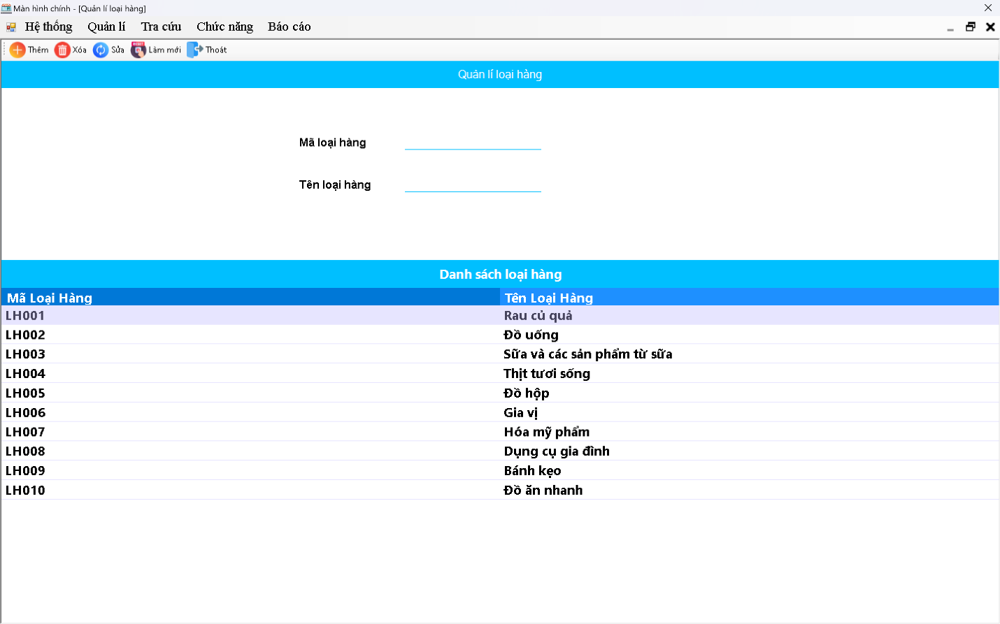 Màn hình chính - [Quản lí loại hàng]
Hệ thống Quản lí Tra cứu Chức năng Báo cáo
Thêm Xóa Sửa Làm mới Thoát
Quản lí loại hàng
Mã loại hàng
Tên loại hàng
Danh sách loại hàng
Mã Loại Hàng Tên Loại Hàng
LH001 Rau củ quả
LH002 Đồ uống
LH003 Sữa và các sản phẩm từ sữa
LH004 Thịt tươi sống
LH005 Đồ hộp
LH006 Gia vị
LH007 Hóa mỹ phẩm
LH008 Dụng cụ gia đình
LH009 Bánh kẹo
LH010 Đồ ăn nhanh